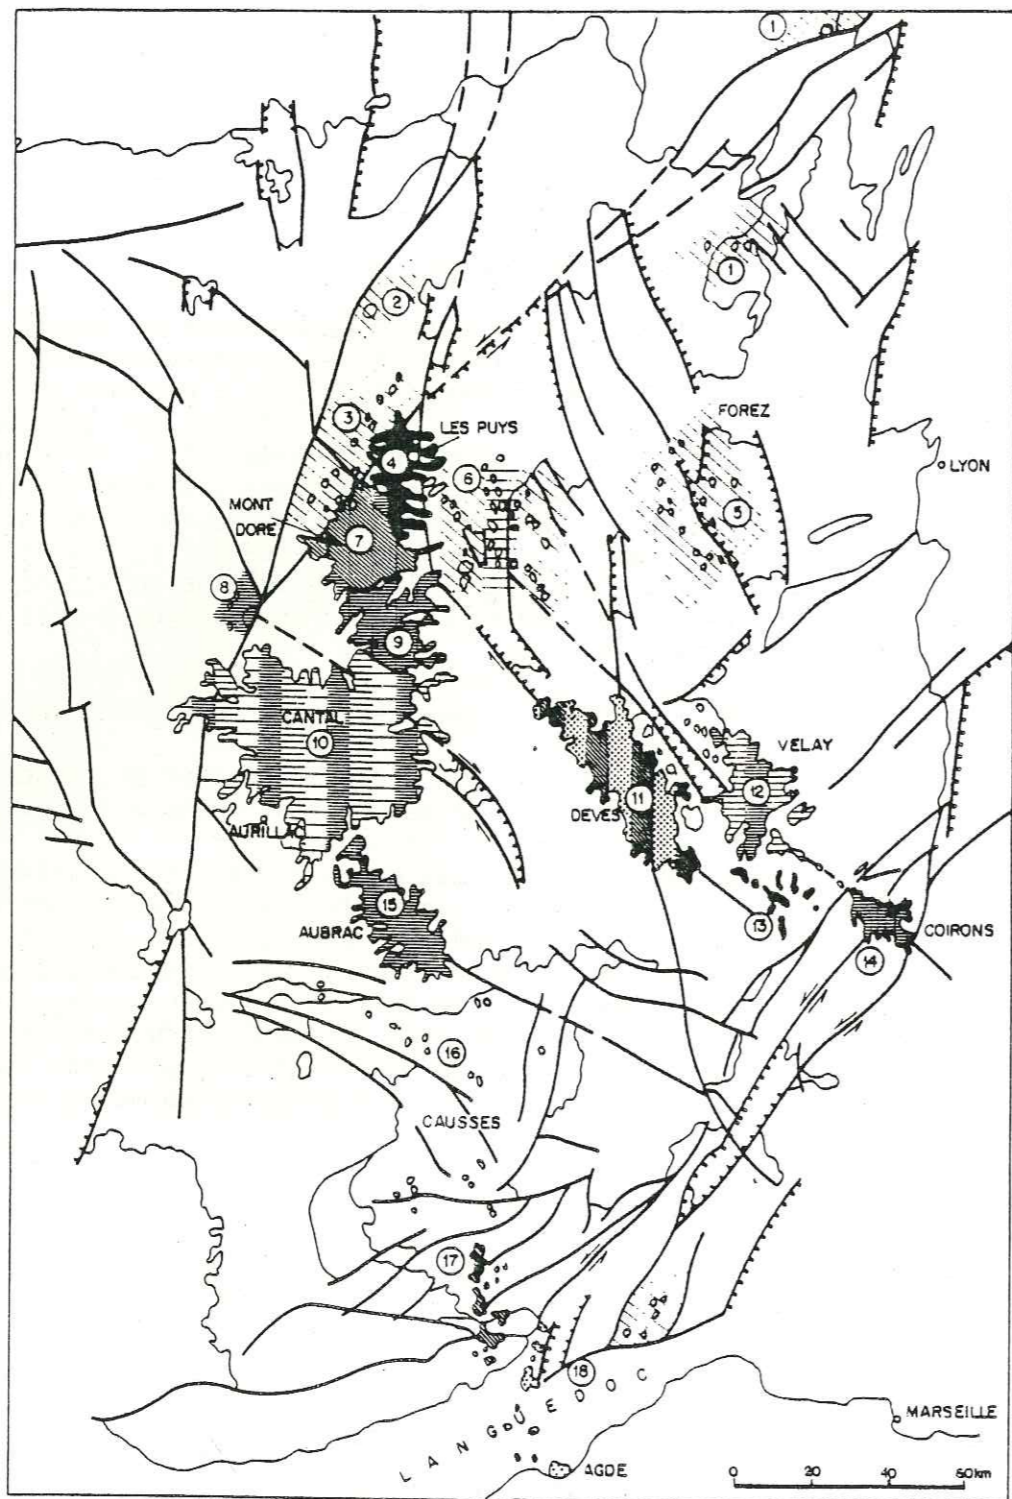 1
1
2
FOREZ
3
LES PUYS
LYON
4
6
MONT
DORE
5
7
8
9
CANTAL
10
VELAY
11
12
DEVES
AURILLAC
15
13
COIRONS
AUBRAC
14
16
CAUSSES
17
18
LANGUEDOC
MARSEILLE
AGDE
0 20 40 60km